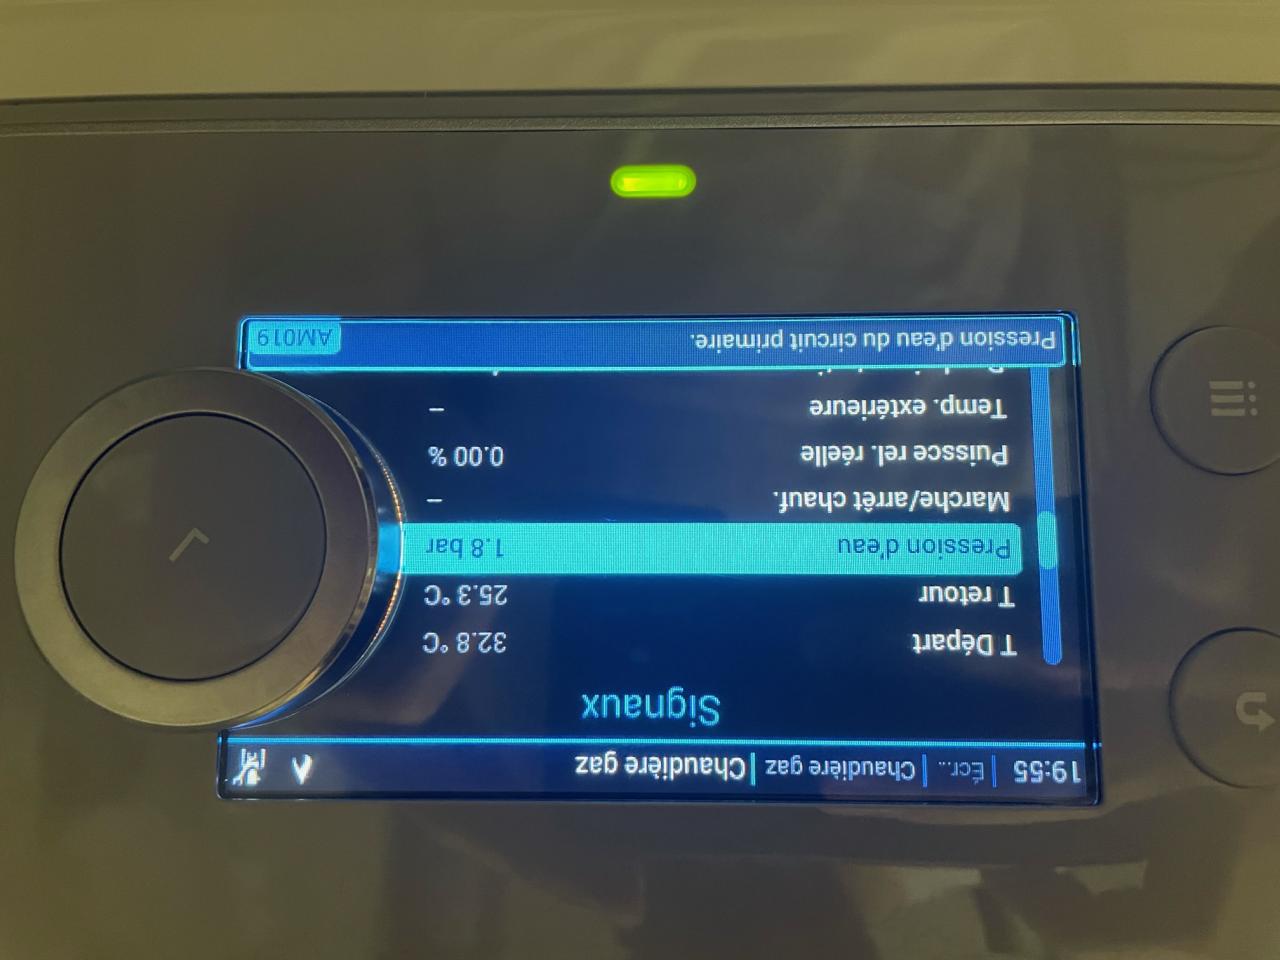 19:55 | Écr... | Chaudière gaz | Chaudière gaz
Signaux
T Départ 32.8 °C
T retour 25.3 °C
Pression d'eau 1.8 bar
Marche/arrêt chauf. –
Puissce rel. réelle 0.00 %
Temp. extérieure –
Pression d'eau du circuit primaire. AM019